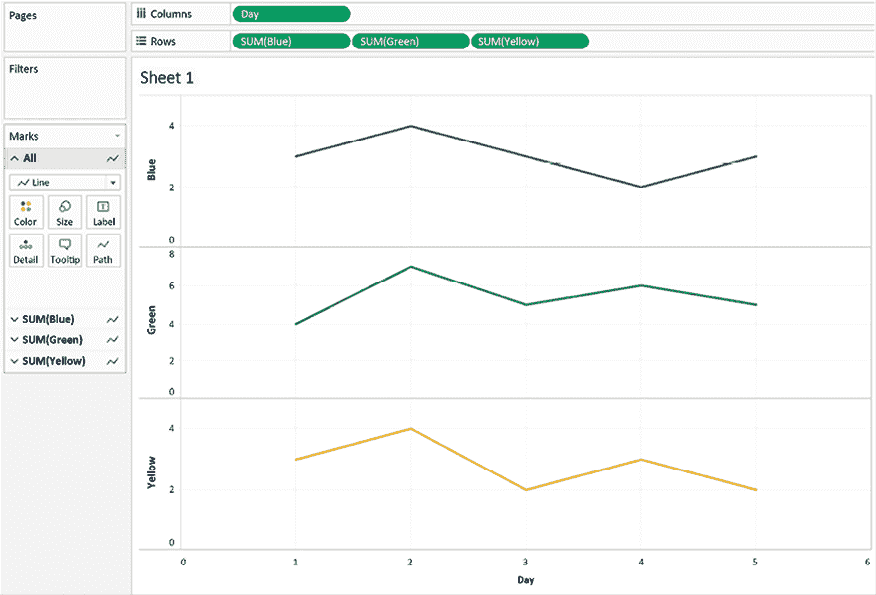 Pages
Columns
Day
Rows
SUM(Blue) SUM(Green) SUM(Yellow)
Filters
Marks
All
Line
Color Size Label
Detail Tooltip Path
SUM(Blue)
SUM(Green)
SUM(Yellow)
Sheet 1
4
2
0
Blue
8
6
4
2
0
Green
4
2
0
Yellow
0 1 2 3 4 5 6
Day